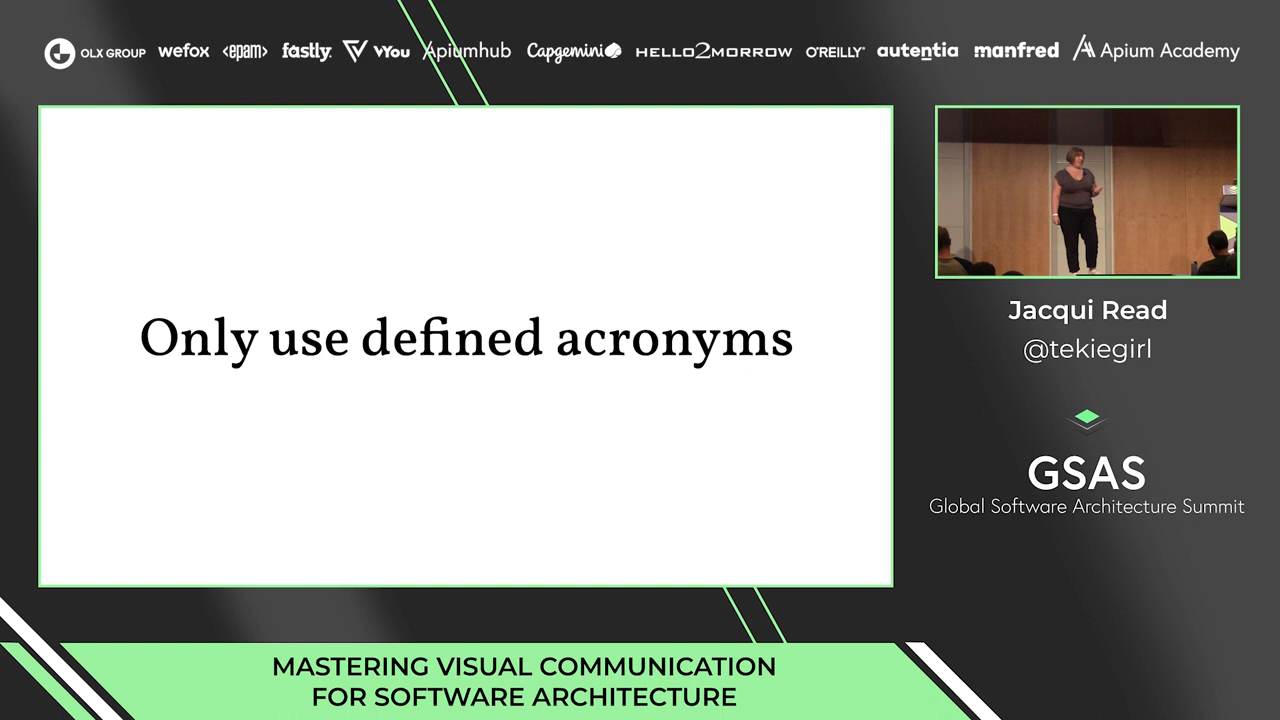 OLX GROUP wefox <epam> fastly. VYou Apiumhub Capgemini HELLO2MORROW O'REILLY® autentia manfred Apium Academy
Only use defined acronyms
Jacqui Read
@tekiegirl
GSAS
Global Software Architecture Summit
MASTERING VISUAL COMMUNICATION
FOR SOFTWARE ARCHITECTURE